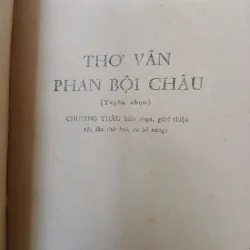 THƠ VĂN
PHAN BỘI CHÂU
(Tuyển chọn)
CHƯƠNG THÂU biên soạn, giới thiệu
(In lần thứ hai, có bổ sung)